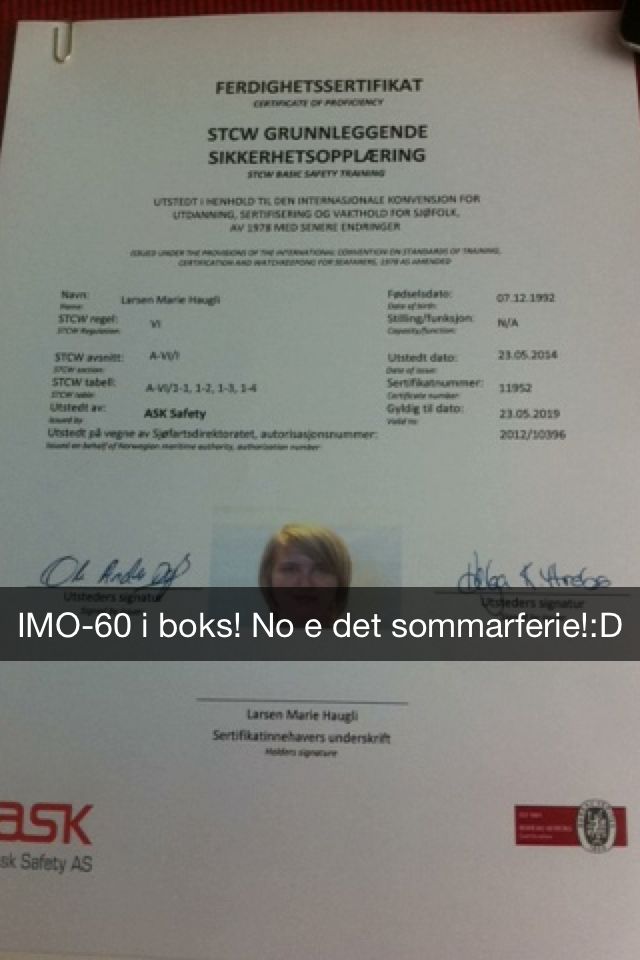 FERDIGHETSSERTIFIKAT
CERTIFICATE OF PROFICIENCY
STCW GRUNNLEGGENDE
SIKKERHETSOPPLÆRING
STCW BASIC SAFETY TRAINING
UTSTEDT I HENHOLD TIL DEN INTERNASJONALE KONVENSJON FOR
UTDANNING, SERTIFISERING OG VAKTHOLD FOR SJØFOLK,
AV 1978 MED SENERE ENDRINGER
ISSUED UNDER THE PROVISIONS OF THE INTERNATIONAL CONVENTION ON STANDARDS OF TRAINING,
CERTIFICATION AND WATCHKEEPING FOR SEAFARERS, 1978 AS AMENDED
Navn: Larsen Marie Haugli Fødselsdato: 07.12.1992
Name: Date of birth:
STCW regel: VI Stilling/funksjon: N/A
STCW Regulation: Capacity/function:
STCW avsnitt: A-VI/I Utstedt dato: 23.05.2014
STCW section: Date of issue:
STCW tabell: A-VI/1-1, 1-2, 1-3, 1-4 Sertifikatnummer: 11952
STCW table: Certificate number:
Utstedt av: ASK Safety Gyldig til dato: 23.05.2019
Issued by Valid to
Utstedt på vegne av Sjøfartsdirektoratet, autorisasjonsnummer: 2012/10396
Issued on behalf of Norwegian maritime authority, authorization number:
Utsteders signatur Utsteders signatur
IMO-60 i boks! No e det sommarferie!:D
Larsen Marie Haugli
Sertifikatinnehavers underskrift
Holders signature
ask
sk Safety AS